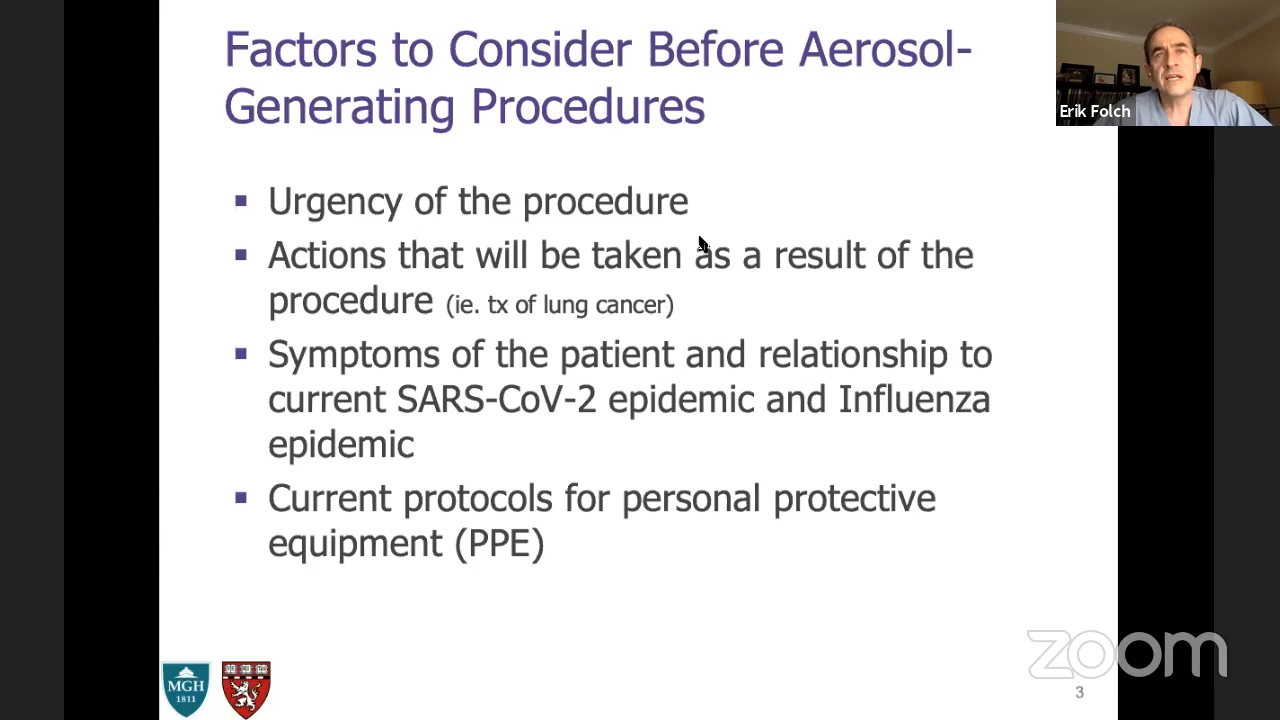 Factors to Consider Before Aerosol-
Generating Procedures
Erik Folch
▪ Urgency of the procedure
▪ Actions that will be taken as a result of the
procedure (ie. tx of lung cancer)
▪ Symptoms of the patient and relationship to
current SARS-CoV-2 epidemic and Influenza
epidemic
▪ Current protocols for personal protective
equipment (PPE)
MGH
1811
zoom
3